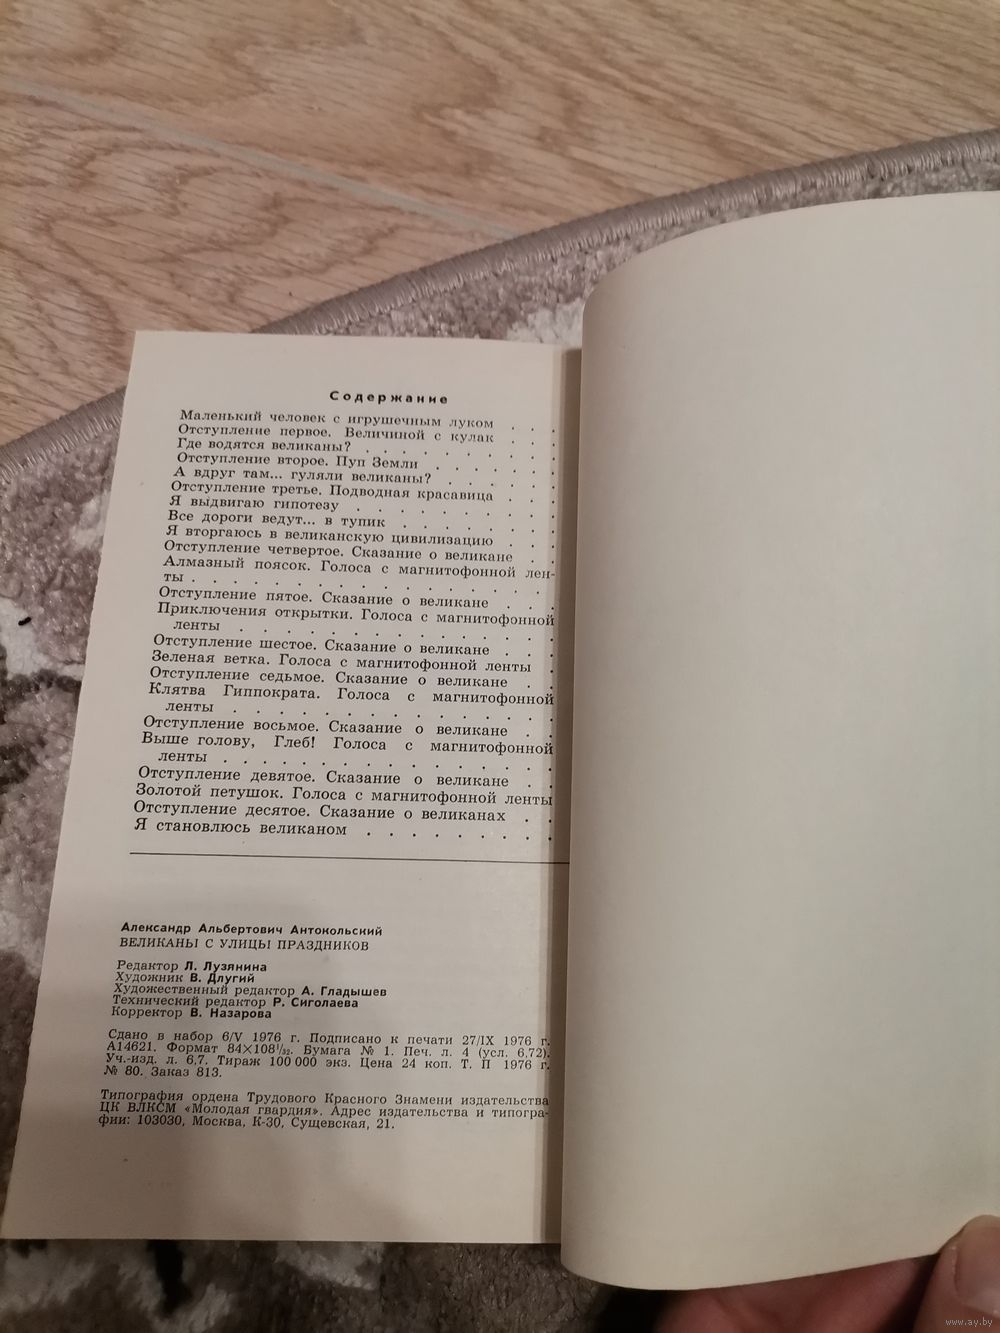 Содержание
Маленький человек с игрушечным луком . . .
Отступление первое. Величиной с кулак . . .
Где водятся великаны? . . . . . . . . .
Отступление второе. Пуп Земли . . . . . .
А вдруг там... гуляли великаны? . . . . . .
Отступление третье. Подводная красавица . . .
Я выдвигаю гипотезу . . . . . . . . .
Все дороги ведут... в тупик . . . . . . .
Я вторгаюсь в великанскую цивилизацию . . .
Отступление четвертое. Сказание о великане . .
Алмазный поясок. Голоса с магнитофонной лен-
ты . . . . . . . . . . . . . . . .
Отступление пятое. Сказание о великане . . .
Приключения открытки. Голоса с магнитофонной
ленты . . . . . . . . . . . . . .
Отступление шестое. Сказание о великане . . .
Зеленая ветка. Голоса с магнитофонной ленты .
Отступление седьмое. Сказание о великане . .
Клятва Гиппократа. Голоса с магнитофонной
ленты . . . . . . . . . . . . . .
Отступление восьмое. Сказание о великане . .
Выше голову, Глеб! Голоса с магнитофонной
ленты . . . . . . . . . . . . . .
Отступление девятое. Сказание о великане . .
Золотой петушок. Голоса с магнитофонной ленты
Отступление десятое. Сказание о великанах . .
Я становлюсь великаном . . . . . . . .
Александр Альбертович Антокольский
ВЕЛИКАНЫ С УЛИЦЫ ПРАЗДНИКОВ
Редактор Л. Лузянина
Художник В. Длугий
Художественный редактор А. Гладышев
Технический редактор Р. Сиголаева
Корректор В. Назарова
Сдано в набор 6/V 1976 г. Подписано к печати 27/IX 1976 г.
А14621. Формат 84×108¹/₃₂. Бумага № 1. Печ. л. 4 (усл. 6,72).
Уч.-изд. л. 6,7. Тираж 100 000 экз. Цена 24 коп. Т. П 1976 г.
№ 80. Заказ 813.
Типография ордена Трудового Красного Знамени издательства
ЦК ВЛКСМ «Молодая гвардия». Адрес издательства и типогра-
фии: 103030, Москва, К-30, Сущевская, 21.
www.ay.by